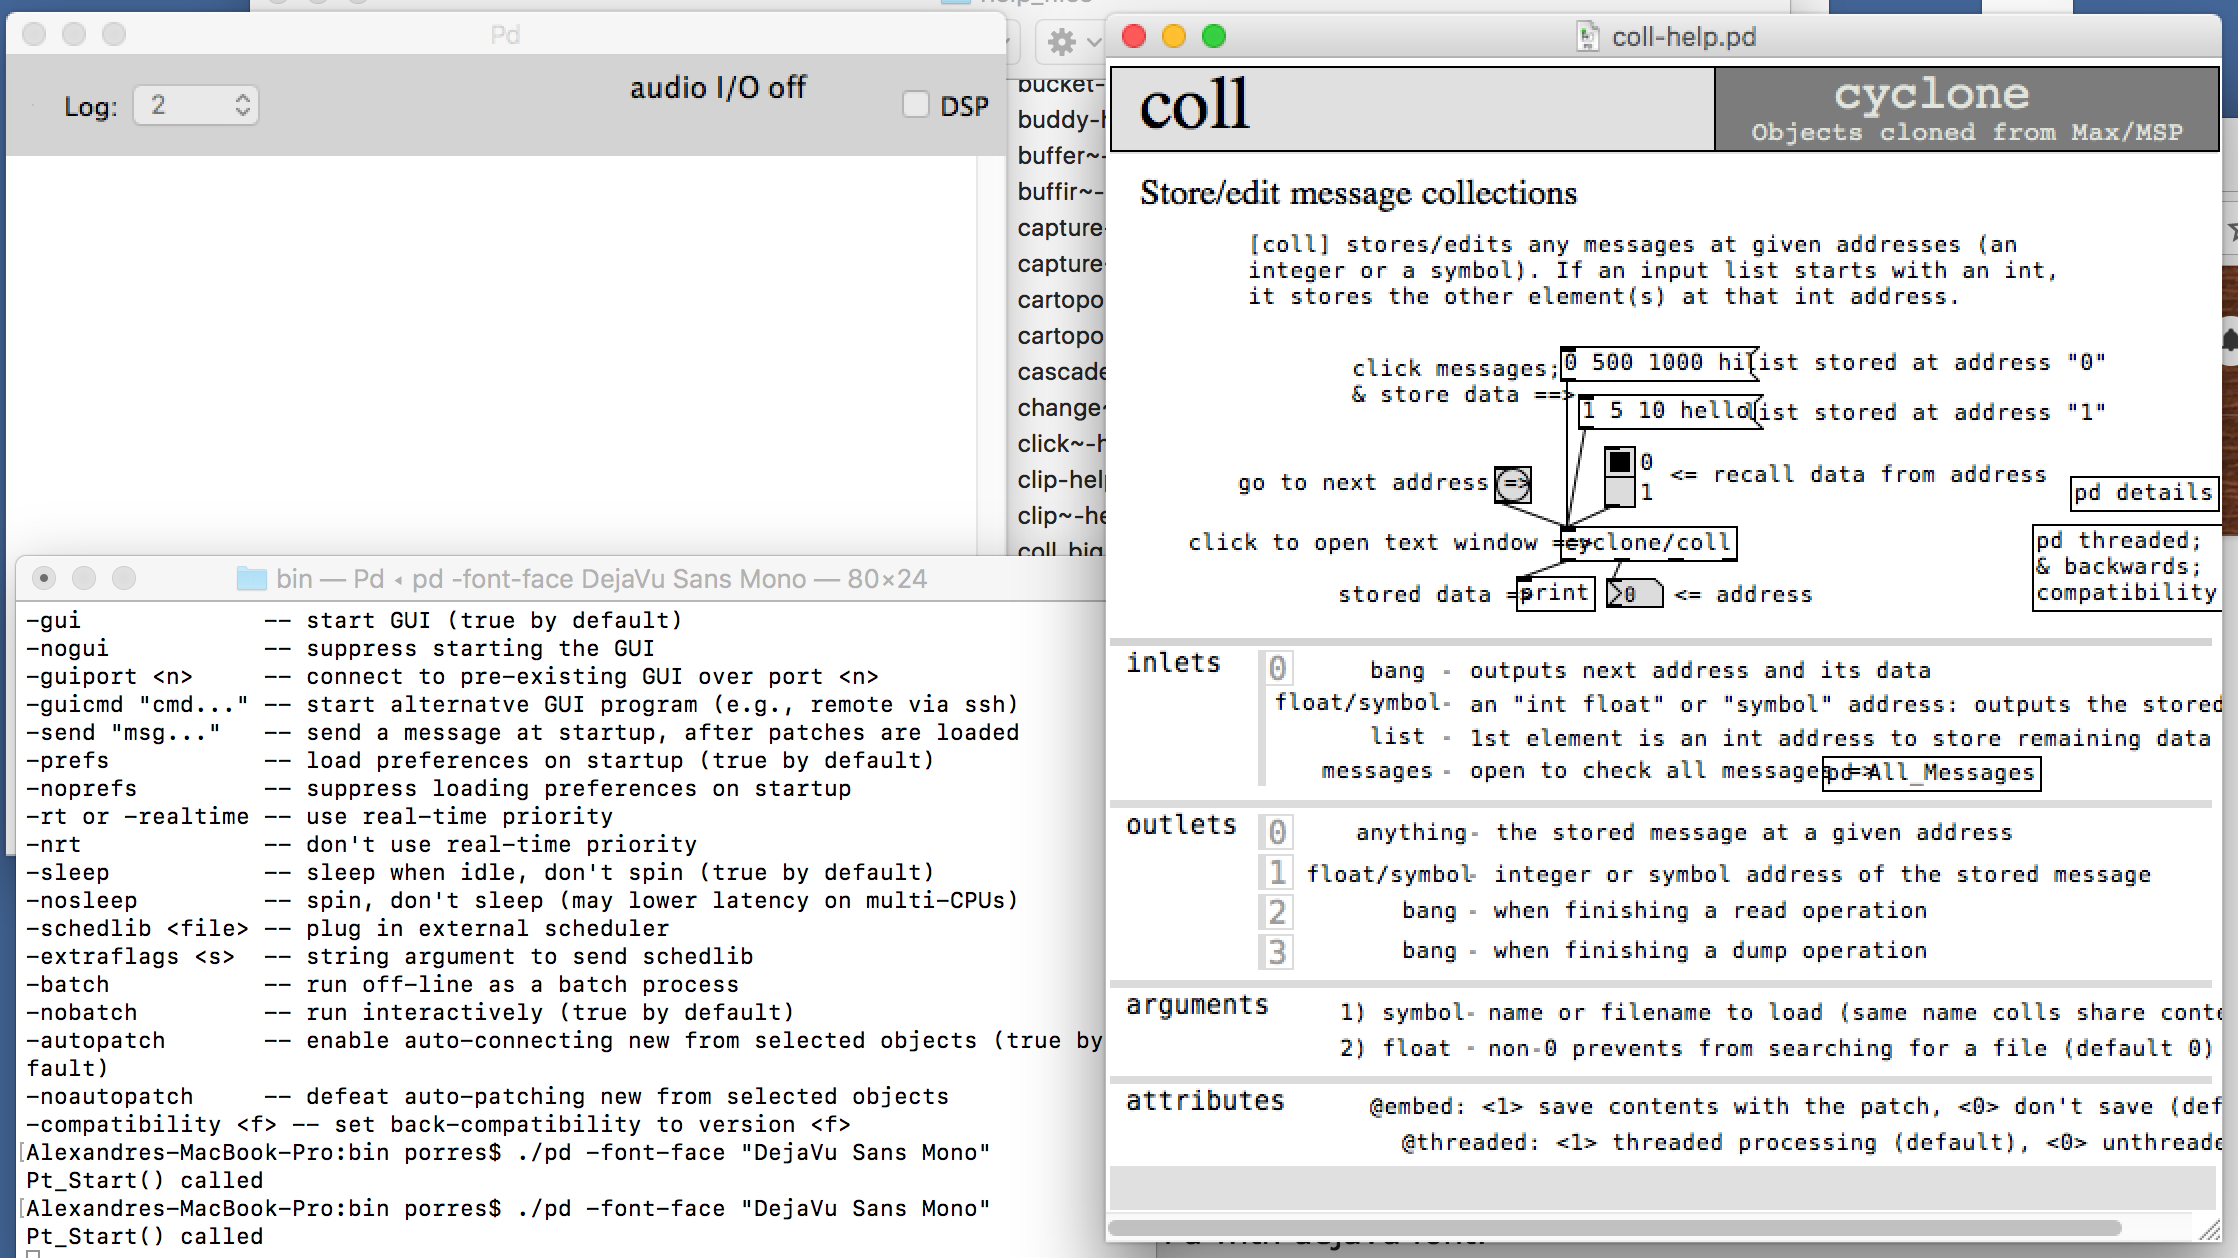 Pd
Log: 2
audio I/O off
DSP
bucket-
buddy-h
buffer~-
buffir~-
capture-
capture-
cartopo
cartopo
cascade
change~
click~-h
clip-help
clip~-he
coll_big
bin — Pd ◂ pd -font-face DejaVu Sans Mono — 80×24
-gui -- start GUI (true by default)
-nogui -- suppress starting the GUI
-guiport <n> -- connect to pre-existing GUI over port <n>
-guicmd "cmd..." -- start alternatve GUI program (e.g., remote via ssh)
-send "msg..." -- send a message at startup, after patches are loaded
-prefs -- load preferences on startup (true by default)
-noprefs -- suppress loading preferences on startup
-rt or -realtime -- use real-time priority
-nrt -- don't use real-time priority
-sleep -- sleep when idle, don't spin (true by default)
-nosleep -- spin, don't sleep (may lower latency on multi-CPUs)
-schedlib <file> -- plug in external scheduler
-extraflags <s> -- string argument to send schedlib
-batch -- run off-line as a batch process
-nobatch -- run interactively (true by default)
-autopatch -- enable auto-connecting new from selected objects (true by
fault)
-noautopatch -- defeat auto-patching new from selected objects
-compatibility <f> -- set back-compatibility to version <f>
[Alexandres-MacBook-Pro:bin porres$ ./pd -font-face "DejaVu Sans Mono"
Pt_Start() called
[Alexandres-MacBook-Pro:bin porres$ ./pd -font-face "DejaVu Sans Mono"
Pt_Start() called
coll-help.pd
coll
cyclone
Objects cloned from Max/MSP
Store/edit message collections
[coll] stores/edits any messages at given addresses (an
integer or a symbol). If an input list starts with an int,
it stores the other element(s) at that int address.
click messages;
& store data ==>
0 500 1000 hi
list stored at address "0"
1 5 10 hello
list stored at address "1"
go to next address =>
0
1
<= recall data from address
pd details
click to open text window ==>
cyclone/coll
pd threaded;
& backwards;
compatibility
stored data =>
print
0
<= address
inlets
0
bang - outputs next address and its data
float/symbol- an "int float" or "symbol" address: outputs the stored
list - 1st element is an int address to store remaining data
messages - open to check all messages =>
pd All_Messages
outlets
0 anything- the stored message at a given address
1 float/symbol- integer or symbol address of the stored message
2 bang - when finishing a read operation
3 bang - when finishing a dump operation
arguments
1) symbol- name or filename to load (same name colls share conte
2) float - non-0 prevents from searching for a file (default 0)
attributes
@embed: <1> save contents with the patch, <0> don't save (def
@threaded: <1> threaded processing (default), <0> unthreade